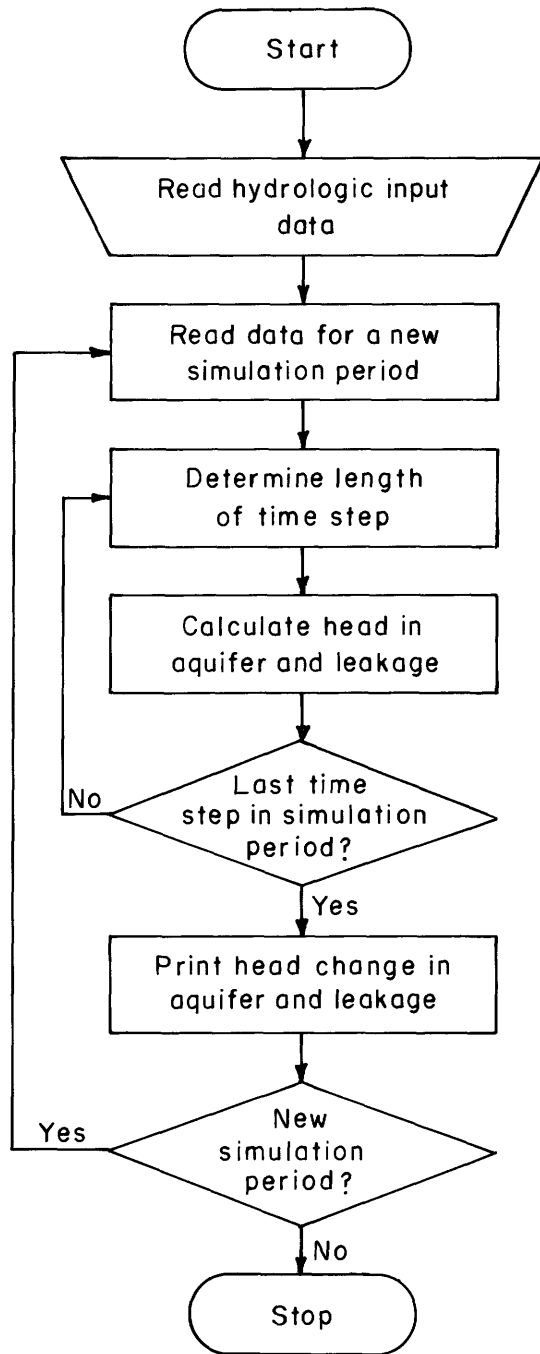 Start
Read hydrologic input
data
Read data for a new
simulation period
Determine length
of time step
Calculate head in
aquifer and leakage
Last time
step in simulation
period?
No
Yes
Print head change in
aquifer and leakage
New
simulation
period?
Yes
No
Stop